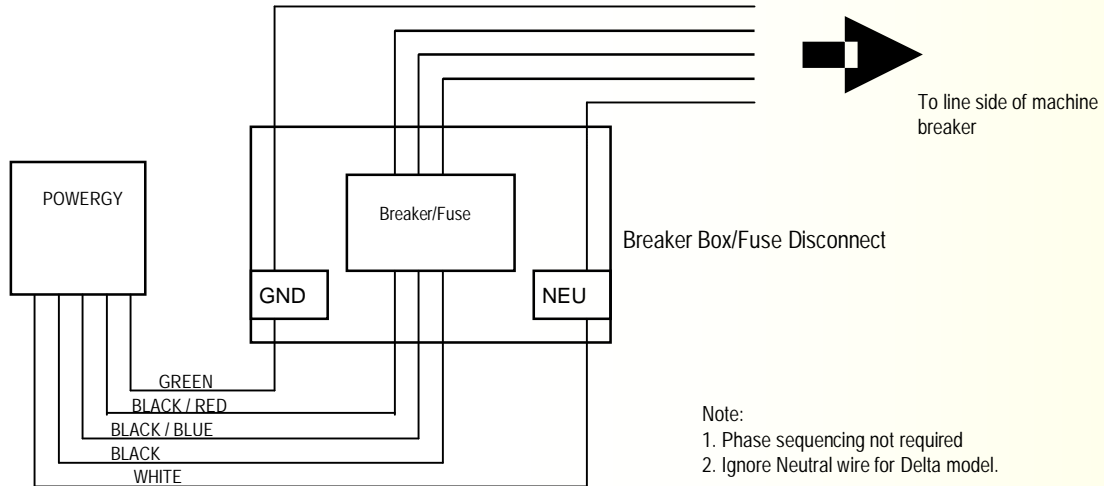 To line side of machine
breaker
POWERGY
Breaker/Fuse
Breaker Box/Fuse Disconnect
GND
NEU
GREEN
BLACK / RED
BLACK / BLUE
BLACK
WHITE
Note:
1. Phase sequencing not required
2. Ignore Neutral wire for Delta model.